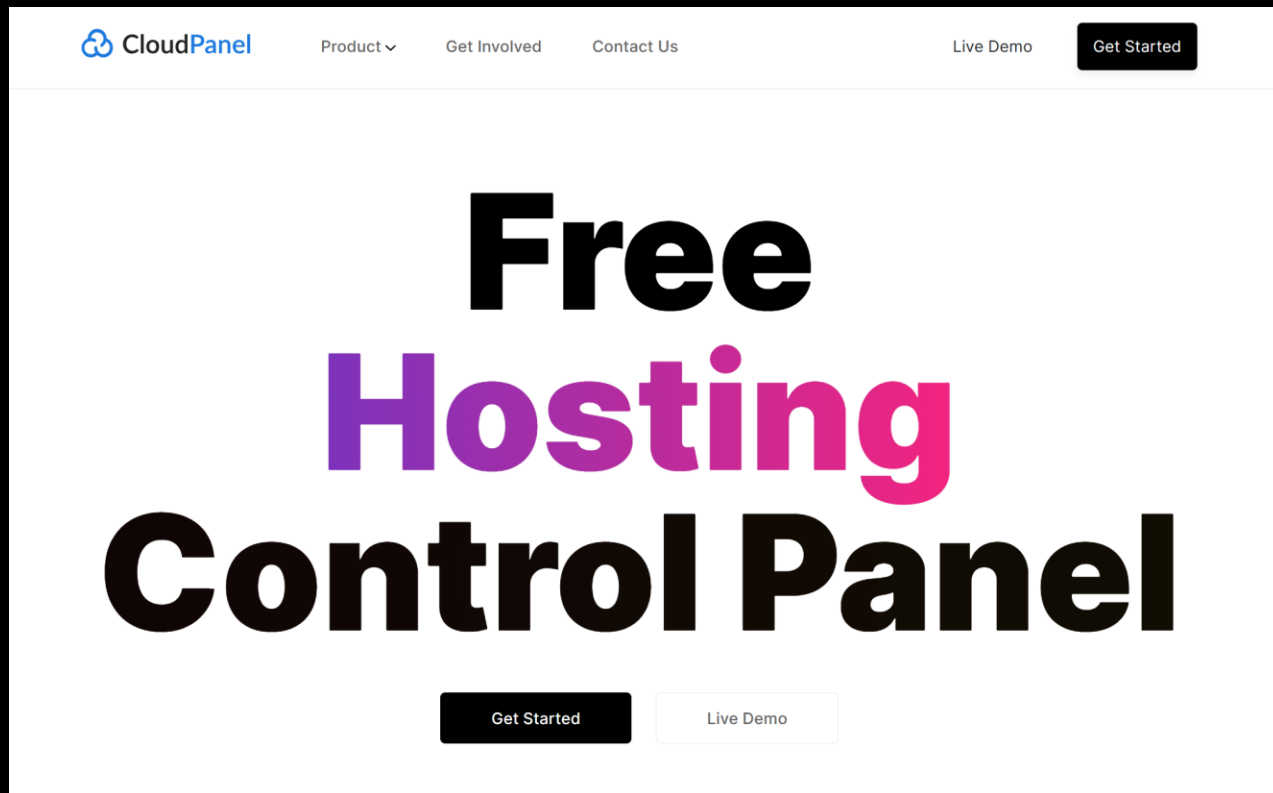 CloudPanel
Product
Get Involved
Contact Us
Live Demo
Get Started
Free
Hosting
Control Panel
Get Started
Live Demo